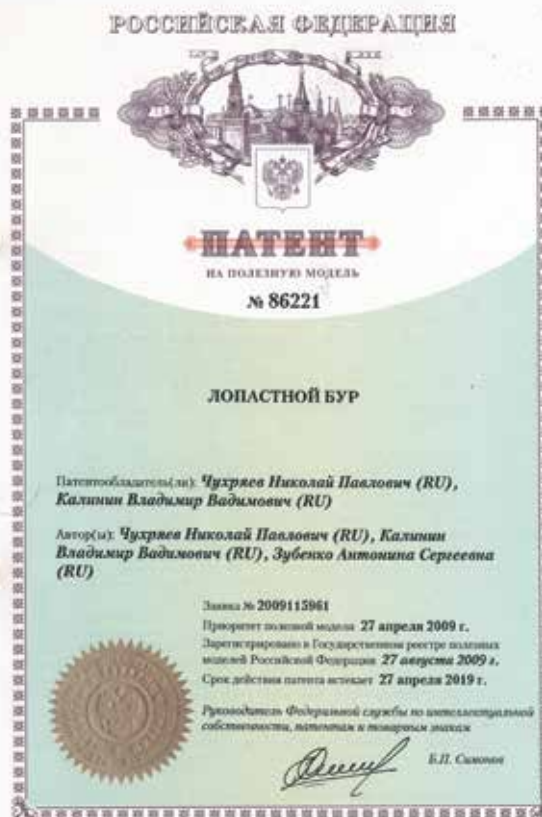 РОССИЙСКАЯ ФЕДЕРАЦИЯ
ПАТЕНТ
НА ПОЛЕЗНУЮ МОДЕЛЬ
№ 86221
ЛОПАСТНОЙ БУР
Патентообладатель(ли): Чухряев Николай Павлович (RU),
Калинин Владимир Вадимович (RU)
Автор(ы): Чухряев Николай Павлович (RU), Калинин
Владимир Вадимович (RU), Зубенко Антонина Сергеевна
(RU)
Заявка № 2009115961
Приоритет полезной модели 27 апреля 2009 г.
Зарегистрировано в Государственном реестре полезных
моделей Российской Федерации 27 августа 2009 г.
Срок действия патента истекает 27 апреля 2019 г.
Руководитель Федеральной службы по интеллектуальной
собственности, патентам и товарным знакам
Б.П. Симонов